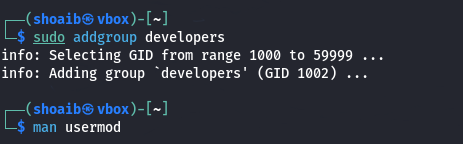 ┌──(shoaib㉿vbox)-[~]
└─$ sudo addgroup developers
info: Selecting GID from range 1000 to 59999 ...
info: Adding group `developers' (GID 1002) ...
┌──(shoaib㉿vbox)-[~]
└─$ man usermod